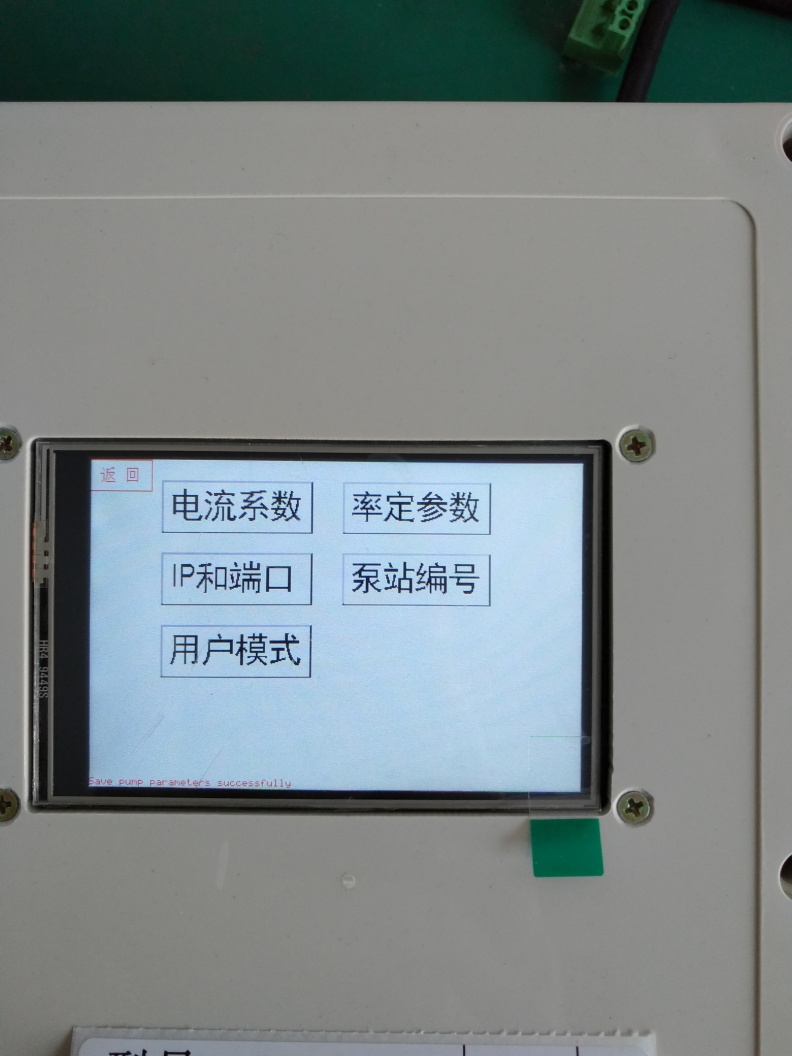 返 回
电流系数 率定参数
IP和端口 泵站编号
用户模式
Save pump parameters successfully